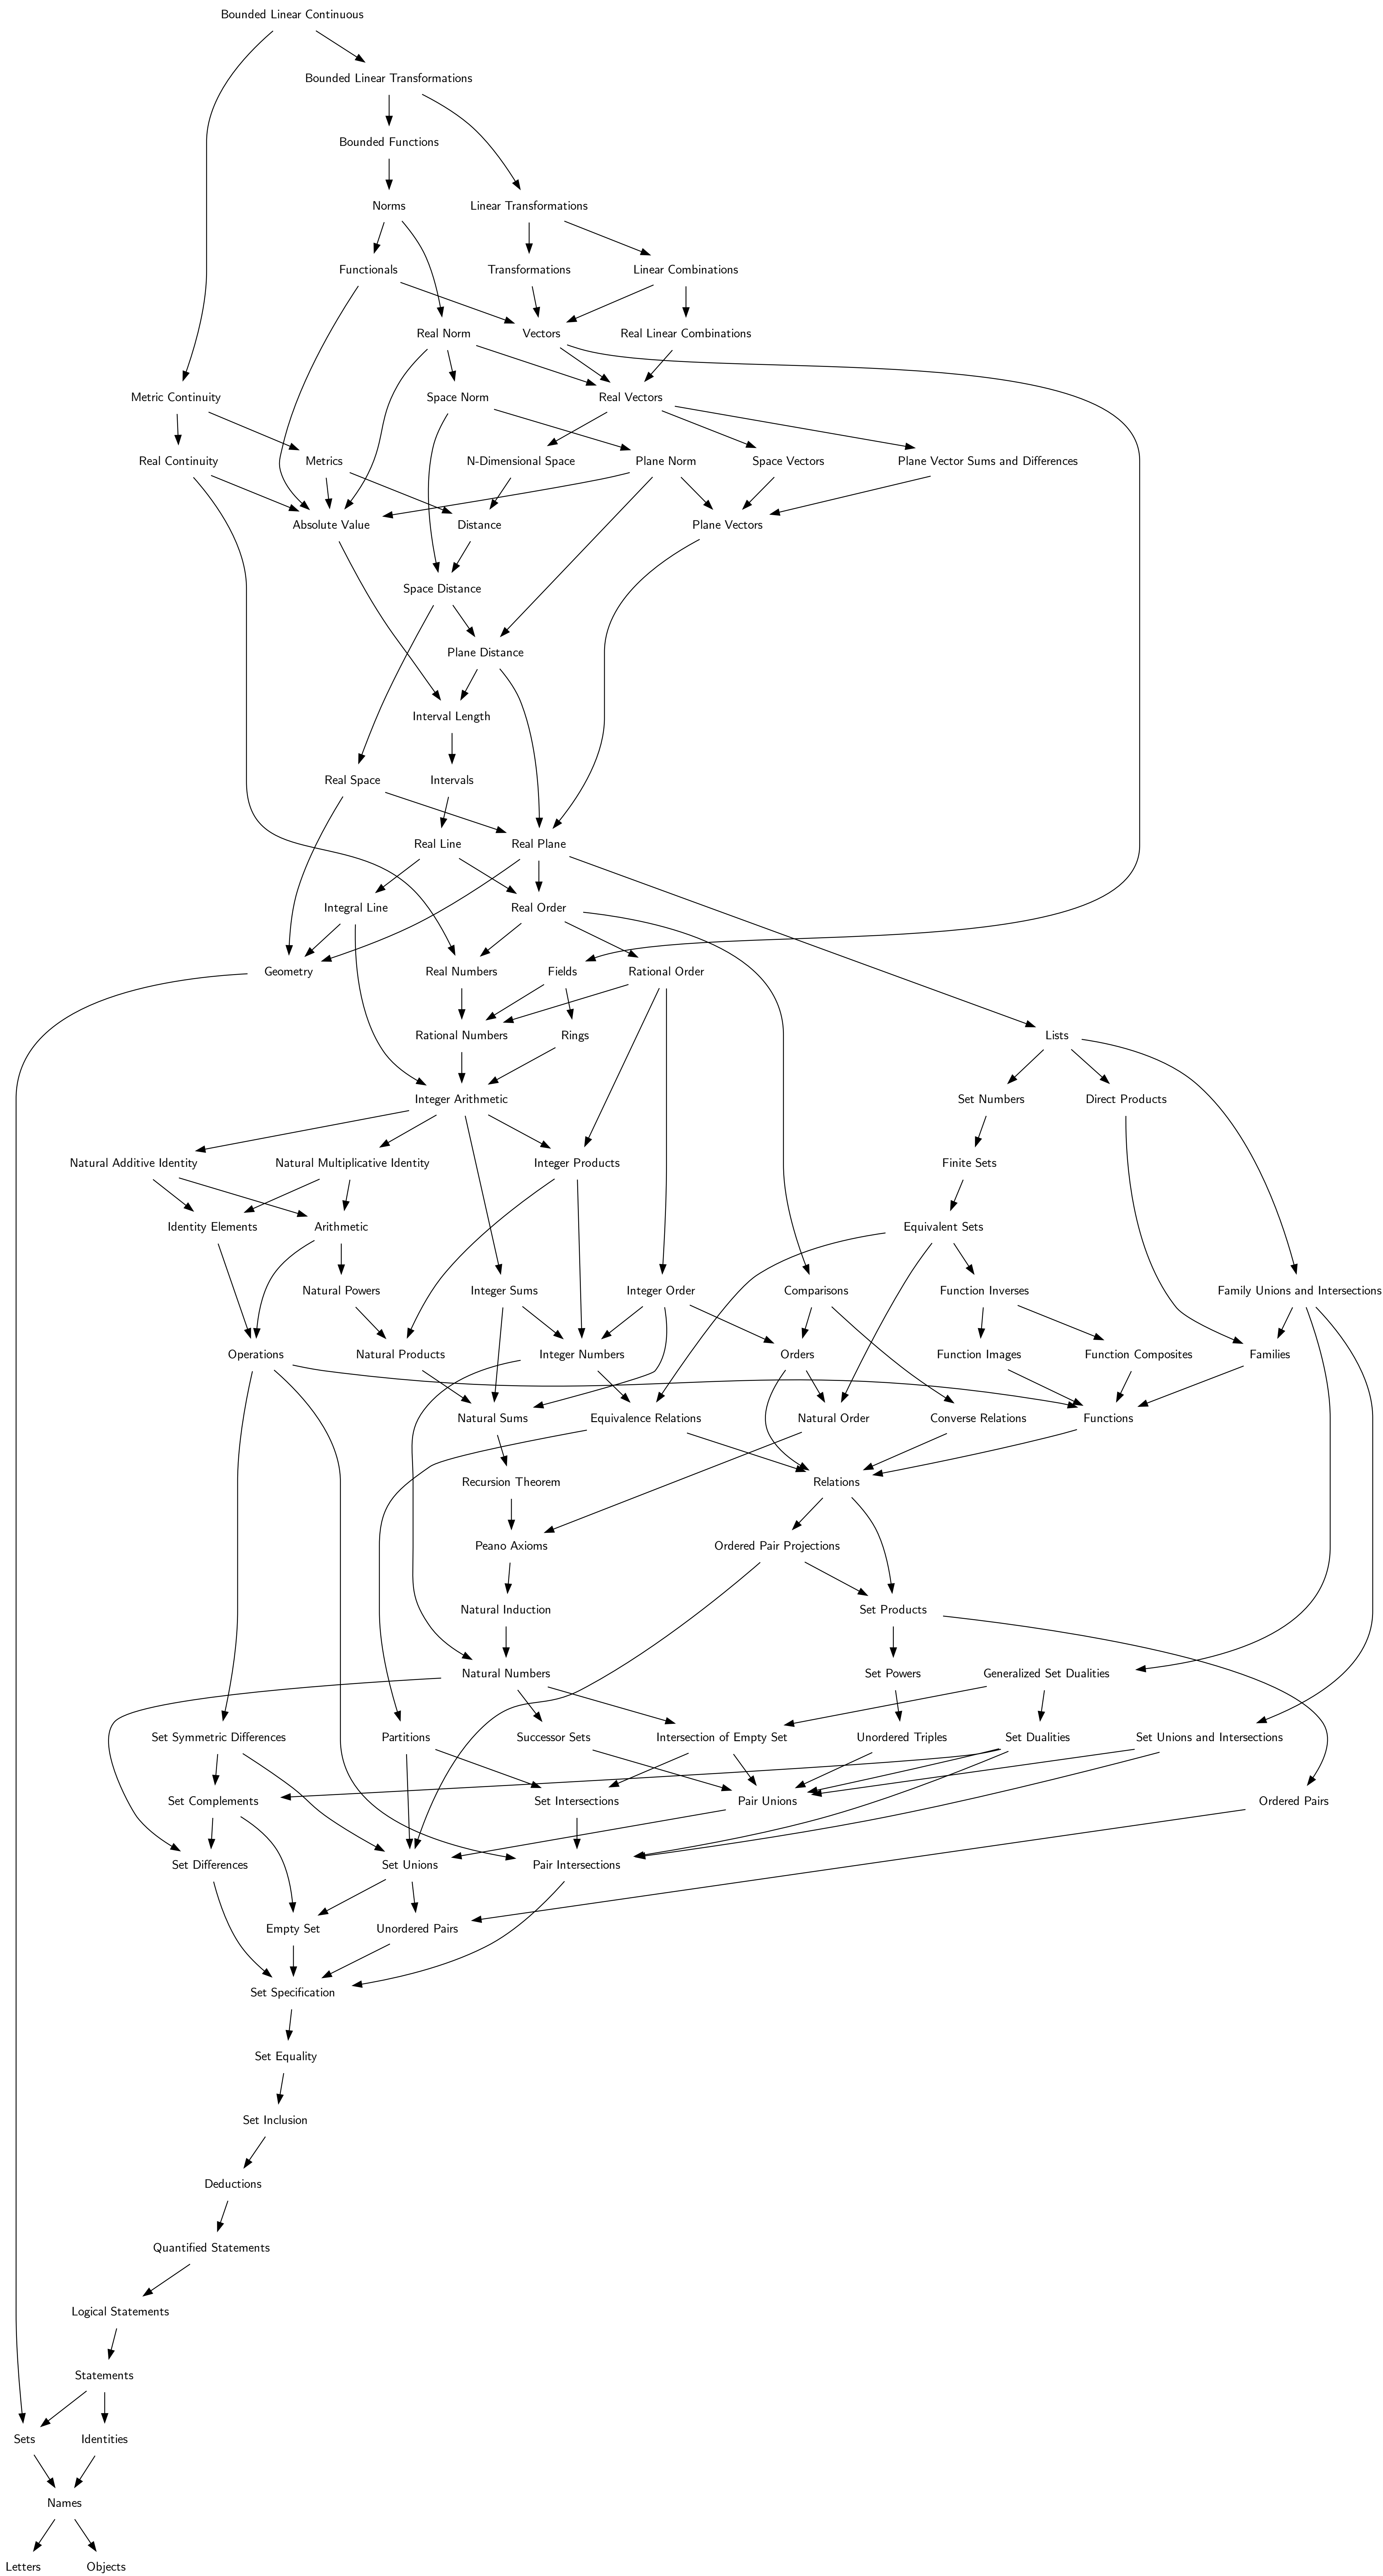 Bounded Linear Continuous
Bounded Linear Transformations
Bounded Functions
Norms
Linear Transformations
Functionals
Transformations
Linear Combinations
Real Norm
Vectors
Real Linear Combinations
Metric Continuity
Space Norm
Real Vectors
Real Continuity
Metrics
N-Dimensional Space
Plane Norm
Space Vectors
Plane Vector Sums and Differences
Absolute Value
Distance
Plane Vectors
Space Distance
Plane Distance
Interval Length
Real Space
Intervals
Real Line
Real Plane
Integral Line
Real Order
Geometry
Real Numbers
Fields
Rational Order
Rational Numbers
Rings
Lists
Integer Arithmetic
Set Numbers
Direct Products
Natural Additive Identity
Natural Multiplicative Identity
Integer Products
Finite Sets
Identity Elements
Arithmetic
Equivalent Sets
Natural Powers
Integer Sums
Integer Order
Comparisons
Function Inverses
Family Unions and Intersections
Operations
Natural Products
Integer Numbers
Orders
Function Images
Function Composites
Families
Natural Sums
Equivalence Relations
Natural Order
Converse Relations
Functions
Recursion Theorem
Relations
Peano Axioms
Ordered Pair Projections
Natural Induction
Set Products
Natural Numbers
Set Powers
Generalized Set Dualities
Set Symmetric Differences
Partitions
Successor Sets
Intersection of Empty Set
Unordered Triples
Set Dualities
Set Unions and Intersections
Set Complements
Set Intersections
Pair Unions
Ordered Pairs
Set Differences
Set Unions
Pair Intersections
Empty Set
Unordered Pairs
Set Specification
Set Equality
Set Inclusion
Deductions
Quantified Statements
Logical Statements
Statements
Sets
Identities
Names
Letters
Objects